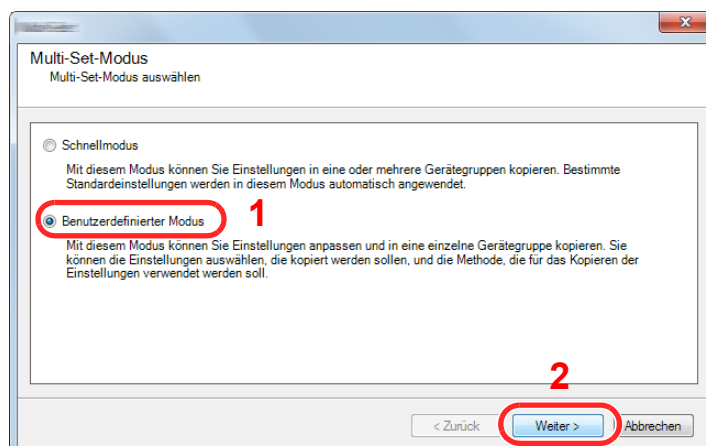 Multi-Set-Modus
Multi-Set-Modus auswählen
Schnellmodus
Mit diesem Modus können Sie Einstellungen in eine oder mehrere Gerätegruppen kopieren. Bestimmte
Standardeinstellungen werden in diesem Modus automatisch angewendet.
Benutzerdefinierter Modus
1
Mit diesem Modus können Sie Einstellungen anpassen und in eine einzelne Gerätegruppe kopieren. Sie
können die Einstellungen auswählen, die kopiert werden sollen, und die Methode, die für das Kopieren der
Einstellungen verwendet werden soll.
2
< Zurück Weiter > Abbrechen